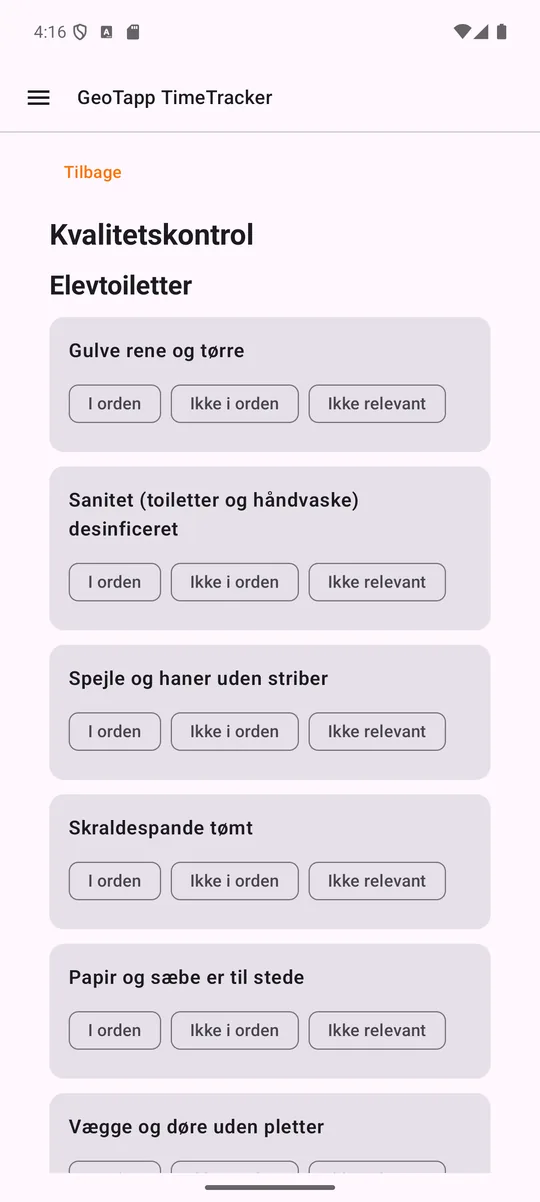 4:16
GeoTapp TimeTracker
Tilbage
Kvalitetskontrol
Elevtoiletter
Gulve rene og tørre
I orden Ikke i orden Ikke relevant
Sanitet (toiletter og håndvaske)
desinficeret
I orden Ikke i orden Ikke relevant
Spejle og haner uden striber
I orden Ikke i orden Ikke relevant
Skraldespande tømt
I orden Ikke i orden Ikke relevant
Papir og sæbe er til stede
I orden Ikke i orden Ikke relevant
Vægge og døre uden pletter